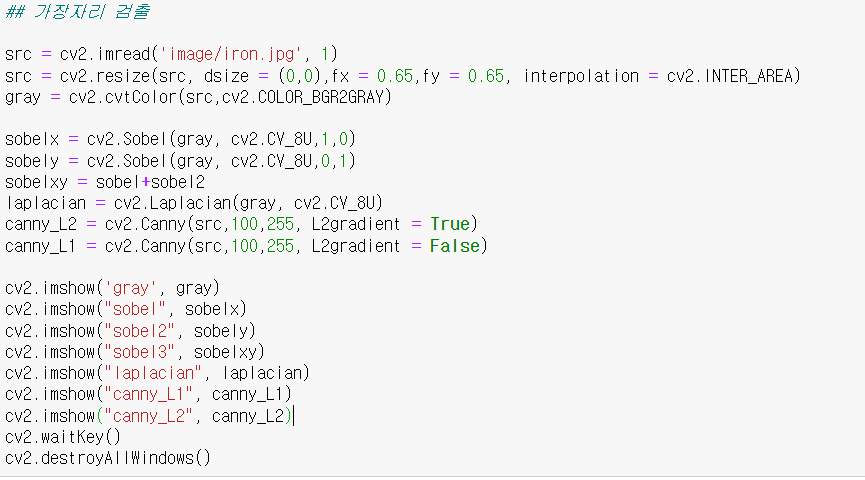 ## 가장자리 검출
src = cv2.imread('image/iron.jpg', 1)
src = cv2.resize(src, dsize = (0,0),fx = 0.65,fy = 0.65, interpolation = cv2.INTER_AREA)
gray = cv2.cvtColor(src,cv2.COLOR_BGR2GRAY)
sobelx = cv2.Sobel(gray, cv2.CV_8U,1,0)
sobely = cv2.Sobel(gray, cv2.CV_8U,0,1)
sobelxy = sobel+sobel2
laplacian = cv2.Laplacian(gray, cv2.CV_8U)
canny_L2 = cv2.Canny(src,100,255, L2gradient = True)
canny_L1 = cv2.Canny(src,100,255, L2gradient = False)
cv2.imshow('gray', gray)
cv2.imshow("sobel", sobelx)
cv2.imshow("sobel2", sobely)
cv2.imshow("sobel3", sobelxy)
cv2.imshow("laplacian", laplacian)
cv2.imshow("canny_L1", canny_L1)
cv2.imshow("canny_L2", canny_L2)
cv2.waitKey()
cv2.destroyAllWindows()